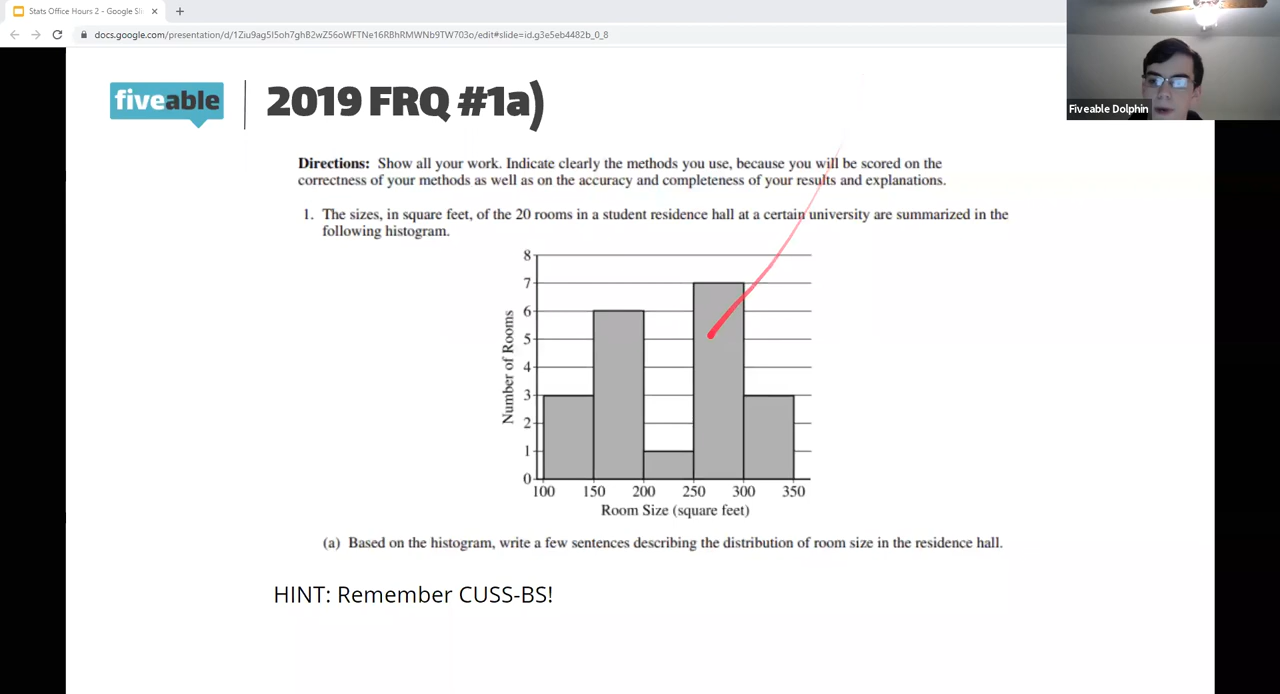 Stats Office Hours 2 - Google Sli
docs.google.com/presentation/d/1Ziu9ag5I5oh7gh82wZ56oWFTNe16RBhRMWNb9TW703o/edit#slide=id.g3e5eb4482b_0_8
Fiveable Dolphin
fiveable
2019 FRQ #1a)
Directions: Show all your work. Indicate clearly the methods you use, because you will be scored on the
correctness of your methods as well as on the accuracy and completeness of your results and explanations.
1. The sizes, in square feet, of the 20 rooms in a student residence hall at a certain university are summarized in the
following histogram.
8
7
6
5
4
3
2
1
0
Number of Rooms
100 150 200 250 300 350
Room Size (square feet)
(a) Based on the histogram, write a few sentences describing the distribution of room size in the residence hall.
HINT: Remember CUSS-BS!